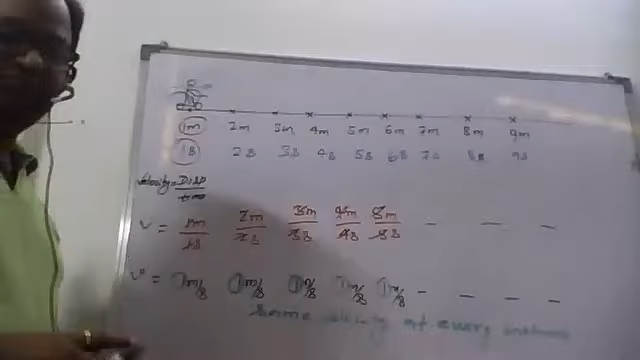 1m 2m 3m 4m 5m 6m 7m 8m 9m
1s 2s 3s 4s 5s 6s 7s 8s 9s
velocity = Disp
time
v = 1m/1s 2m/2s 3m/3s 4m/4s 5m/5s - - -
v = 1m/s 1m/s 1m/s 1m/s 1m/s - - - -
same velocity at every instant